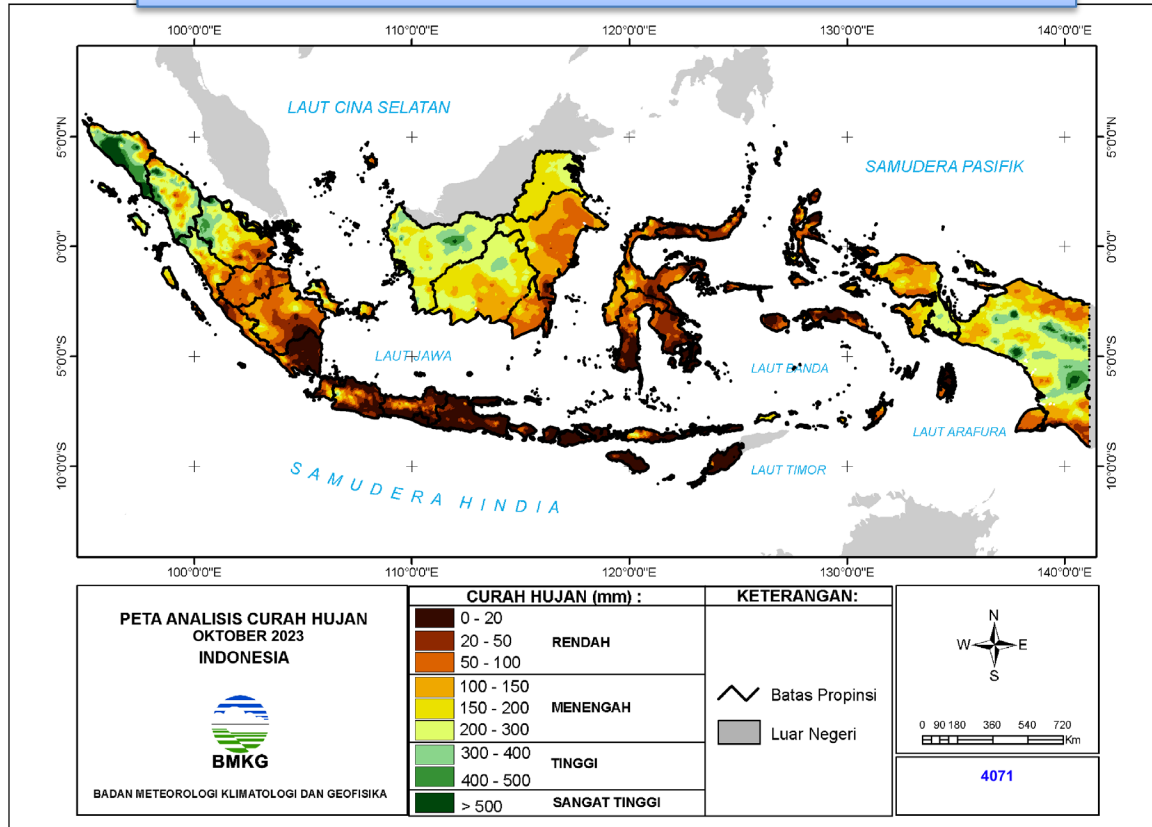 100°0'0"E 110°0'0"E 120°0'0"E 130°0'0"E 140°0'0"E
LAUT CINA SELATAN
5°0'0"N 5°0'0"N
SAMUDERA PASIFIK
0°0'0" 0°0'0"
5°0'0"S 5°0'0"S
LAUT JAWA
LAUT BANDA
LAUT ARAFURA
10°0'0"S 10°0'0"S
LAUT TIMOR
SAMUDERA HINDIA
100°0'0"E 110°0'0"E 120°0'0"E 130°0'0"E 140°0'0"E
PETA ANALISIS CURAH HUJAN
OKTOBER 2023
INDONESIA
BMKG
BADAN METEOROLOGI KLIMATOLOGI DAN GEOFISIKA
CURAH HUJAN (mm) :
0 - 20
20 - 50 RENDAH
50 - 100
100 - 150
150 - 200 MENENGAH
200 - 300
300 - 400
TINGGI
400 - 500
> 500 SANGAT TINGGI
KETERANGAN:
Batas Propinsi
Luar Negeri
N
W E
S
0 90 180 360 540 720
Km
4071